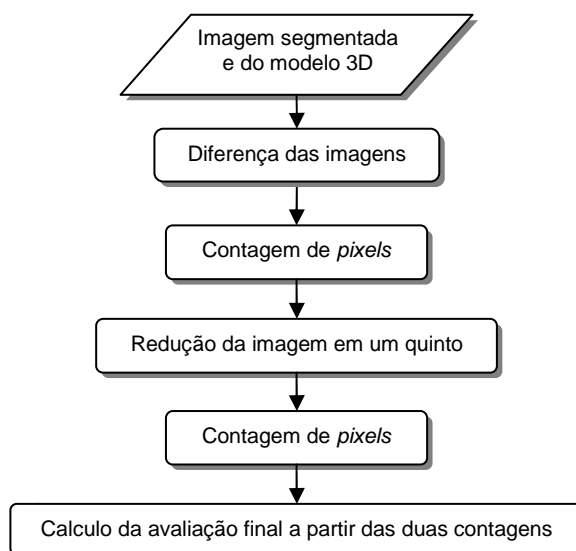 Imagem segmentada
e do modelo 3D
Diferença das imagens
Contagem de pixels
Redução da imagem em um quinto
Contagem de pixels
Calculo da avaliação final a partir das duas contagens